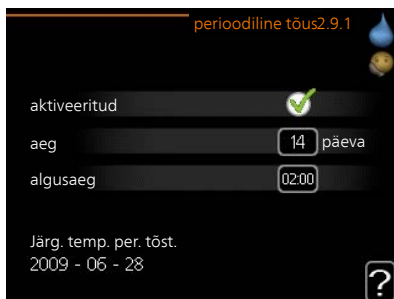 perioodiline tõus2.9.1
aktiveeritud
aeg 14 päeva
algusaeg 02:00
Järg. temp. per. tõst.
2009 - 06 - 28
?